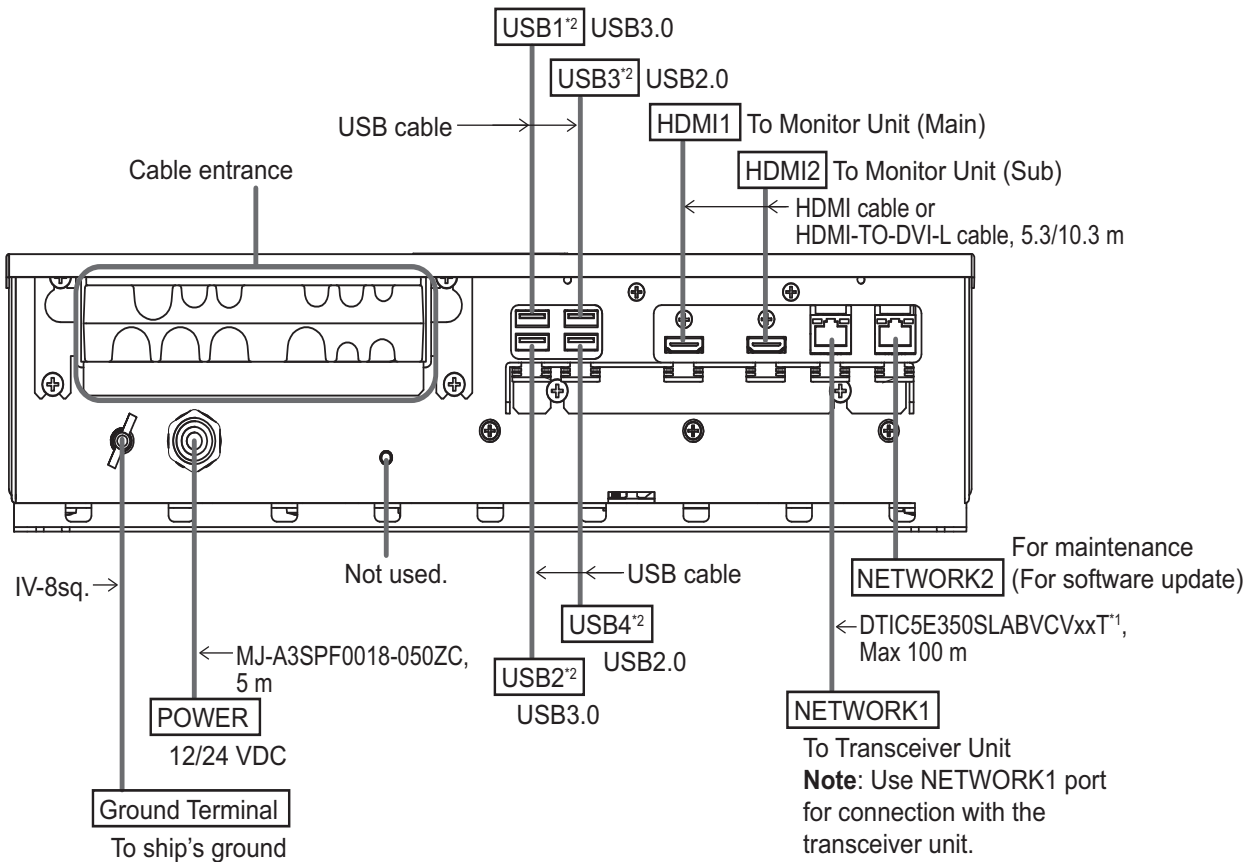 USB1*2 USB3.0
USB3*2 USB2.0
USB cable
HDMI1 To Monitor Unit (Main)
Cable entrance
HDMI2 To Monitor Unit (Sub)
HDMI cable or
HDMI-TO-DVI-L cable, 5.3/10.3 m
IV-8sq.
Not used.
USB cable
For maintenance
NETWORK2 (For software update)
USB4*2
USB2.0
DTIC5E350SLABVCVxxT*1,
Max 100 m
MJ-A3SPF0018-050ZC,
5 m
USB2*2
USB3.0
POWER
12/24 VDC
NETWORK1
To Transceiver Unit
Note: Use NETWORK1 port
for connection with the
transceiver unit.
Ground Terminal
To ship's ground